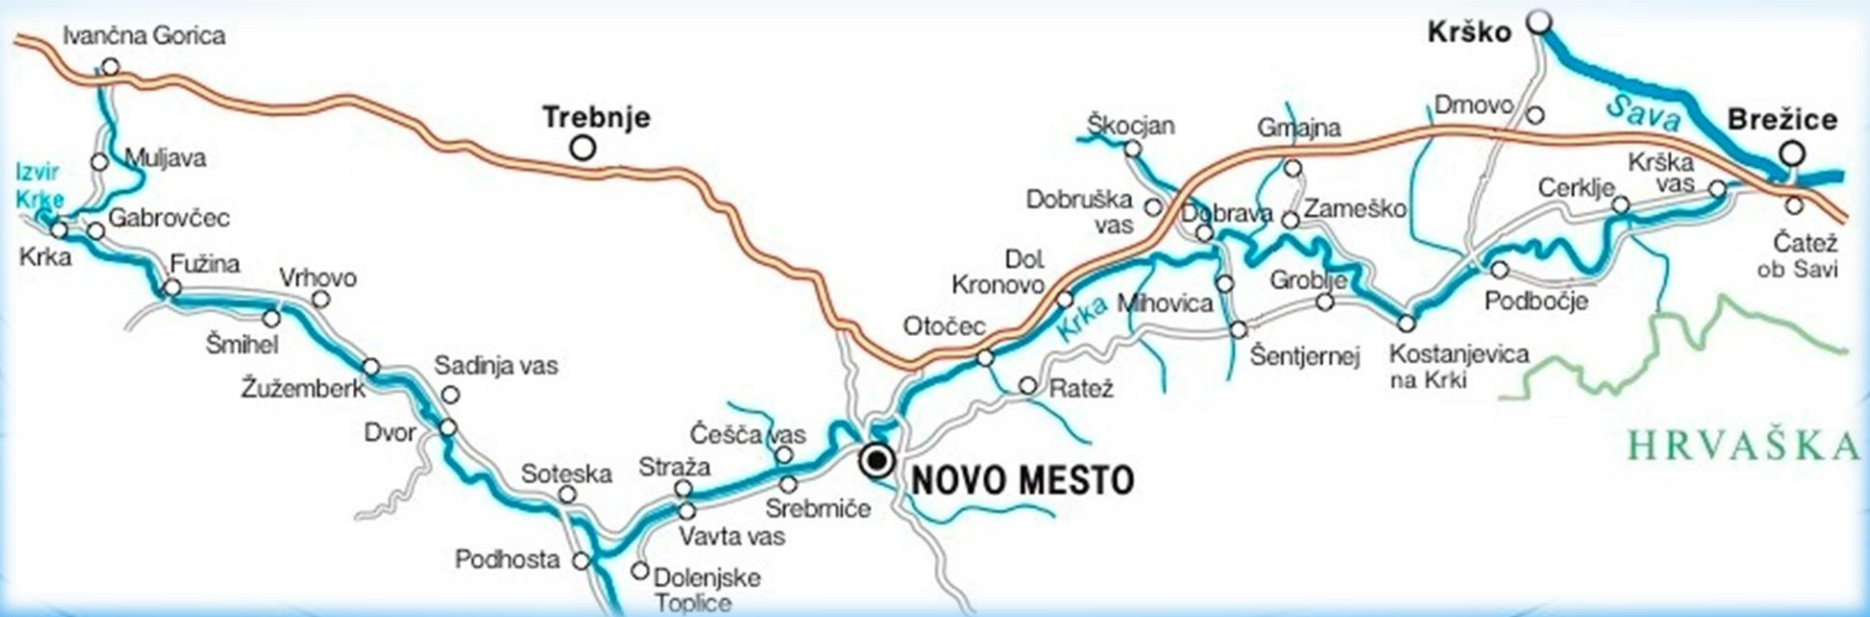 Ivančna Gorica
Krško
Trebnje
Drnovo
Sava
Brežice
Škocjan
Gmajna
Muljava
Izvir
Krke
Krška
vas
Cerklje
Dobruška
vas
Dobrava
Zameško
Gabrovčec
Krka
Fužina
Vrhovo
Čatež
ob Savi
Dol.
Kronovo
Mihovica
Groblje
Podbočje
Krka
Otočec
Šmihel
Šentjernej
Kostanjevica
na Krki
Žužemberk
Sadinja vas
Ratež
Dvor
Češča vas
HRVAŠKA
Soteska
Straža
NOVO MESTO
Srebrniče
Vavta vas
Podhosta
Dolenjske
Toplice